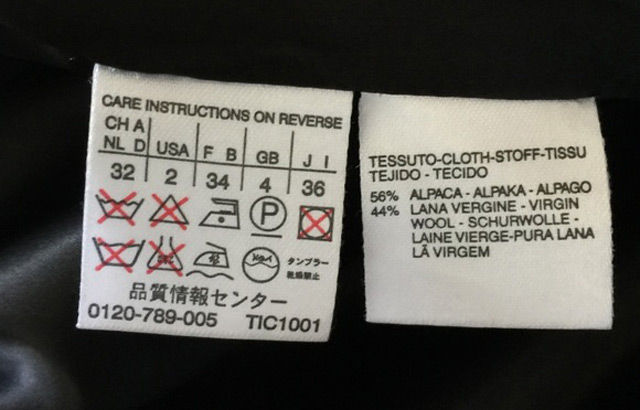 CARE INSTRUCTIONS ON REVERSE
CH A
NL D USA F B GB J I
32 2 34 4 36
P
タンブラー
乾燥禁止
品質情報センター
0120-789-005 TIC1001
TESSUTO-CLOTH-STOFF-TISSU
TEJIDO - TECIDO
56% ALPACA - ALPAKA - ALPAGO
44% LANA VERGINE - VIRGIN
WOOL - SCHURWOLLE -
LAINE VIERGE-PURA LANA
LÃ VIRGEM